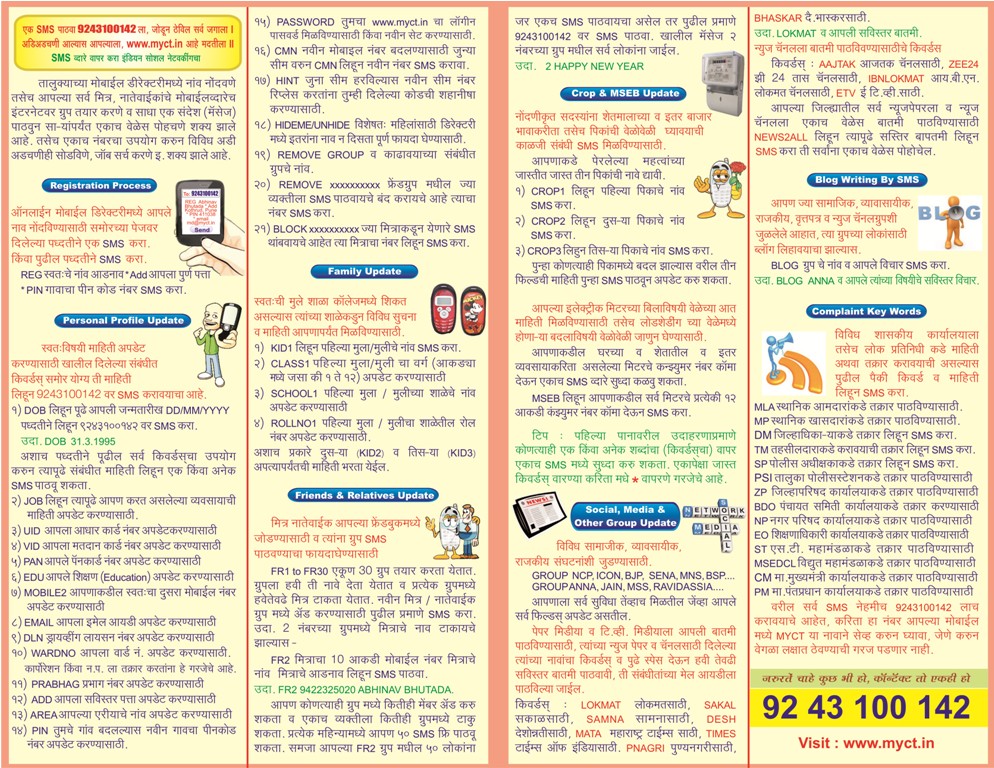 एक SMS पाठवा 9243100142 ला, जोडून ठेविल सर्व जगाला l
अडिअडचणी आल्यास आपल्याला, www.myct.in आहे मदतीला ll
SMS व्दारे वापर करा इंडियन सोशल नेटवर्कींगचा
तालुक्याच्या मोबाईल डीरेक्टरीमध्ये नांव नोंदवणे
तसेच आपल्या सर्व मित्र, नातेवाईकांचे मोबाईलव्दारेच
इंटरनेटवर ग्रुप तयार करणे व साधा एक संदेश (मॅसेज)
पाठवुन सा-यांपर्यंत एकाच वेळेस पोहचणे शक्य झाले
आहे. तसेच एकाच नंबरचा उपयोग करुन विविध अडी
अडचणीही सोडविणे, जॉब सर्च करणे इ. शक्य झाले आहे.
Registration Process
ऑनलाईन मोबाईल डिरेक्टरीमध्ये आपले
नाव नोंदविण्यासाठी समोरच्या पेजवर
दिलेल्या पध्दतीने एक SMS करा.
किंवा पुढील पध्दतीने SMS करा.
To: 9243100142
REG Abhinav
Bhutada * Add
Kothrud, Pune
* PIN 411038
email
md@myct.in
Send
REG स्वतःचे नांव आडनाव * Add आपला पुर्ण पत्ता
* PIN गावाचा पीन कोड नंबर SMS करा.
Personal Profile Update
स्वतःविषयी माहिती अपडेट
करण्यासाठी खालील दिलेल्या संबंधीत
किवर्डस् समोर योग्य ती माहिती
लिहून 9243100142 वर SMS करावयाचा आहे.
१) DOB लिहून पूढे आपली जन्मतारीख DD/MM/YYYY
पध्दतीने लिहून ९२४३१००१४२ वर SMS करा.
उदा. DOB 31.3.1995
अशाच पध्दतीने पूढील सर्व किवर्डस्चा उपयोग
करुन त्यापूढे संबंधीत माहिती लिहून एक किंवा अनेक
SMS पाठवू शकता.
२) JOB लिहून त्यापूढे आपण करत असलेल्या व्यवसायाची
माहिती अपडेट करण्यासाठी.
३) UID आपला आधार कार्ड नंबर अपडेटकरण्यासाठी
४) VID आपला मतदान कार्ड नंबर अपडेट करण्यासाठी
५) PAN आपले पॅनकार्ड नंबर अपडेट करण्यासाठी
६) EDU आपले शिक्षण (Education) अपडेट करण्यासाठी
७) MOBILE2 आपणाकडील स्वतःचा दुसरा मोबाईल नंबर
अपडेट करण्यासाठी
८) EMAIL आपला इमेल आयडी अपडेट करण्यासाठी
९) DLN ड्रायव्हींग लायसन नंबर अपडेट करण्यासाठी
१०) WARDNO आपला वार्ड नं. अपडेट करण्यासाठी.
कार्पोरेशन किंवा न.प. ला तक्रार करतांना हे गरजेचे आहे.
११) PRABHAG प्रभाग नंबर अपडेट करण्यासाठी
१२) ADD आपला सविस्तर पत्ता अपडेट करण्यासाठी
१३) AREA आपल्या एरीयाचे नांव अपडेट करण्यासाठी
१४) PIN तुमचे गांव बदलल्यास नवीन गावचा पीनकोड
नंबर अपडेट करण्यासाठी.
१५) PASSWORD तुमचा www.myct.in चा लॉगीन
पासवर्ड मिळविण्यासाठी किंवा नवीन सेट करण्यासाठी.
१६) CMN नवीन मोबाइल नंबर बदलण्यासाठी जुन्या
सीम वरुन CMN लिहून नवीन नंबर SMS करावा.
१७) HINT जुना सीम हरविल्यास नवीन सीम नंबर
रिप्लेस करतांना तुम्ही दिलेल्या कोडची शहानीषा
करण्यासाठी.
१८) HIDEME/UNHIDE विशेषतः महिलांसाठी डिरेक्टरी
मध्ये इतरांना नाव न दिसता पूर्ण फायदा घेण्यासाठी.
१९) REMOVE GROUP व काढावयाच्या संबंधीत
ग्रुपचे नांव.
२०) REMOVE xxxxxxxxxx फ्रेंडग्रुप मधील ज्या
व्यक्तीला SMS पाठवायचे बंद करायचे आहे त्याचा
नंबर SMS करा.
२१) BLOCK xxxxxxxxxx ज्या मित्राकडून येणारे SMS
थांबवायचे आहेत त्या मित्राचा नंबर लिहून SMS करा.
Family Update
स्वतःची मुले शाळा कॉलेजमध्ये शिकत
असल्यास त्यांच्या शाळेकडुन विविध सुचना
व माहिती आपणापर्यंत मिळविण्यासाठी.
१) KID1 लिहून पहिल्या मुला/मुलीचे नांव SMS करा.
२) CLASS1 पहिल्या मुला/मुली चा वर्ग (आकडया
मध्ये जसा की १ ते १२) अपडेट करण्यासाठी
३) SCHOOL1 पहिल्या मुला / मुलीच्या शाळेचे नांव
अपडेट करण्यासाठी
४) ROLLNO1 पहिल्या मुला / मुलीचा शाळेतील रोल
नंबर अपडेट करण्यासाठी.
अशाच प्रकारे दुस-या (KID2) व तिस-या (KID3)
अपत्यापर्यंतची माहिती भरता येईल.
Friends & Relatives Update
मित्र नातेवाईक आपल्या फ्रेंडबुकमध्ये
जोडण्यासाठी व त्यांना ग्रुप SMS
पाठवण्याचा फायदाघेण्यासाठी
FR1 to FR30 एकूण 30 ग्रुप तयार करता येतात.
ग्रुपला हवी ती नावे देता येतात व प्रत्येक ग्रुपमध्ये
हवेतेवढे मित्र टाकता येतात. नवीन मित्र / नातेवाईक
ग्रुप मध्ये ॲड करण्यासाठी पुढील प्रमाणे SMS करा.
उदा. 2 नंबरच्या ग्रुपमध्ये मित्राचे नाव टाकायचे
झाल्यास -
FR2 मित्राचा 10 आकडी मोबाईल नंबर मित्राचे
नांव मित्राचे आडनाव लिहून SMS पाठवा.
उदा. FR2 9422325020 ABHINAV BHUTADA.
आपण कोणत्याही ग्रुप मध्ये कितीही मेंबर ॲड करु
शकता व एकाच व्यक्तीला कितीही ग्रुपमध्ये टाकु
शकता. प्रत्येक महिन्यामध्ये आपण ५० SMS फ्रि पाठवू
शकता. समजा आपल्या FR2 ग्रुप मधील ५० लोकांना
जर एकच SMS पाठवायचा असेल तर पुढील प्रमाणे
9243100142 वर SMS पाठवा. खालील मॅसेज २
नंबरच्या ग्रुप मधील सर्व लोकांना जाईल.
उदा. 2 HAPPY NEW YEAR
Crop & MSEB Update
नोंदणीकृत सदस्यांना शेतमालाच्या व इतर बाजार
भावाकरीता तसेच पिकांची वेळोवेळी घ्यावयाची
काळजी संबंधी SMS मिळविण्यासाठी.
आपणाकडे पेरलेल्या महत्वांच्या
जास्तीत जास्त तीन पिकांची नावे द्यावी.
१) CROP1 लिहून पहिल्या पिकाचे नांव
SMS करा.
२) CROP2 लिहून दुस-या पिकाचे नांव
SMS करा.
३) CROP3 लिहुन तिस-या पिकाचे नांव SMS करा.
पुन्हा कोणत्याही पिकामध्ये बदल झाल्यास वरील तीन
फिल्डची माहिती पुन्हा SMS पाठवून अपडेट करु शकता.
आपल्या इलेक्ट्रीक मिटरच्या बिलाविषयी वेळेच्या आत
माहिती मिळविण्यासाठी तसेच लोडशेडींग च्या वेळेमध्ये
होणा-या बदलाविषयी वेळोवेळी जाणुन घेण्यासाठी.
आपणाकडील घरच्या व शेतातील व इतर
व्यवसायाकरिता असलेल्या मिटरचे कन्झ्युमर नंबर कॉमा
देऊन एकाच SMS व्दारे सुध्दा कळवु शकता.
MSEB लिहून आपणाकडील सर्व मिटरचे प्रत्येकी १२
आकडी कंझ्युमर नंबर कॉमा देऊन SMS करा.
टिप : पहिल्या पानावरील उदाहरणाप्रमाणे
कोणत्याही एक किंवा अनेक शब्दांचा (किवर्डस्चा) वापर
एकाच SMS मध्ये सुध्दा करु शकता. एकापेक्षा जास्त
किवर्डस् वारण्या करिता मधे * वापरणे गरजेचे आहे.
NEWS!
Social, Media &
Other Group Update
NETWORK
SOCIAL
MEDIA
विविध सामाजीक, व्यावसायीक,
राजकीय संघटनांशी जुडण्यासाठी.
GROUP NCP, ICON, BJP, SENA, MNS, BSP....
GROUP ANNA, JAIN, MSS, RAVIDASSA....
आपणाला सर्व सुविधा तेंव्हाच मिळतील जेंव्हा आपले
सर्व फिल्डस् अपडेट असतील.
पेपर मिडीया व टि.व्ही. मिडीयाला आपली बातमी
पाठविण्यासाठी, त्यांच्या न्युज पेपर व चॅनलसाठी दिलेल्या
त्यांच्या नांवाचा किवर्डस् व पुढे स्पेस देऊन हवी तेवढी
सविस्तर बातमी पाठवावी, ती संबंधीतांच्या मेल आयडीला
पाठविल्या जाईल.
किवर्डस् : LOKMAT लोकमतसाठी, SAKAL
सकाळसाठी, SAMNA सामनासाठी, DESH
देशोन्नतीसाठी, MATA महाराष्ट्र टाईम्स साठी, TIMES
टाईम्स ऑफ इंडियासाठी. PNAGRI पुण्यनगरीसाठी,
BHASKAR दै.भास्करसाठी.
उदा. LOKMAT व आपली सविस्तर बातमी.
न्युज चॅनलला बातमी पाठविण्यासाठीचे किवर्डस
किवर्डस् : AAJTAK आजतक चॅनलसाठी, ZEE24
झी 24 तास चॅनलसाठी, IBNLOKMAT आय.बी.एन.
लोकमत चॅनलसाठी, ETV ई टि.व्ही.साठी.
आपल्या जिल्ह्यातील सर्व न्युजपेपरला व न्युज
चॅनलला एकाच वेळेस बातमी पाठविण्यासाठी
NEWS2ALL लिहून त्यापूढे सस्तिर बापतमी लिहून
SMS करा ती सर्वाना एकाच वेळेस पोहोचेल.
Blog Writing By SMS
आपण ज्या सामाजिक, व्यावासायीक,
राजकीय, वृत्तपत्र व न्युज चॅनलग्रुपशी
जुळलेले आहात, त्या ग्रुपच्या लोकांसाठी
ब्लॉग लिहावयाचा झाल्यास.
BLOG
BLOG ग्रुप चे नांव व आपले विचार SMS करा.
उदा. BLOG ANNA व आपले त्यांच्या विषयीचे सविस्तर विचार.
Complaint Key Words
विविध शासकीय कार्यालयाला
तसेच लोक प्रतिनिधी कडे माहिती
अथवा तक्रार करावयाची असल्यास
पुढील पैकी किवर्ड व माहिती
लिहून SMS करा.
MLA स्थानिक आमदारांकडे तक्रार पाठविण्यासाठी.
MP स्थानिक खासदारांकडे तक्रार पाठविण्यासाठी.
DM जिल्हाधिका-याकडे तक्रार लिहून SMS करा.
TM तहसीलदाराकडे करावयाची तक्रार लिहून SMS करा.
SP पोलीस अधीक्षकाकडे तक्रार लिहून SMS करा.
PSI तालुका पोलीसस्टेशनकडे तक्रार पाठविण्यासाठी
ZP जिल्हापरिषद कार्यालयाकडे तक्रार पाठविण्यासाठी
BDO पंचायत समिती कार्यालयाकडे तक्रार करण्यासाठी
NP नगर परिषद कार्यालयाकडे तक्रार पाठविण्यासाठी
EO शिक्षणाधिकारी कार्यालयाकडे तक्रार पाठविण्यासाठी
ST एस.टी. महामंडळाकडे तक्रार पाठविण्यासाठी
MSEDCL विद्युत महामंडळाकडे तक्रार पाठविण्यासाठी
CM मा.मुख्यमंत्री कार्यालयाकडे तक्रार पाठविण्यासाठी
PM मा.पंतप्रधान कार्यालयाकडे तक्रार पाठविण्यासाठी
वरील सर्व SMS नेहमीच 9243100142 लाच
करावयाचे आहेत, करिता हा नंबर आपल्या मोबाईल
मध्ये MYCT या नावाने सेव्ह करुन घ्यावा, जेणे करुन
वेगळा लक्षात ठेवण्याची गरज पडणार नाही.
जरुरतें चाहे कुछ भी हो, कॉन्टॅक्ट तो एकही हो
92 43 100 142
Visit : www.myct.in